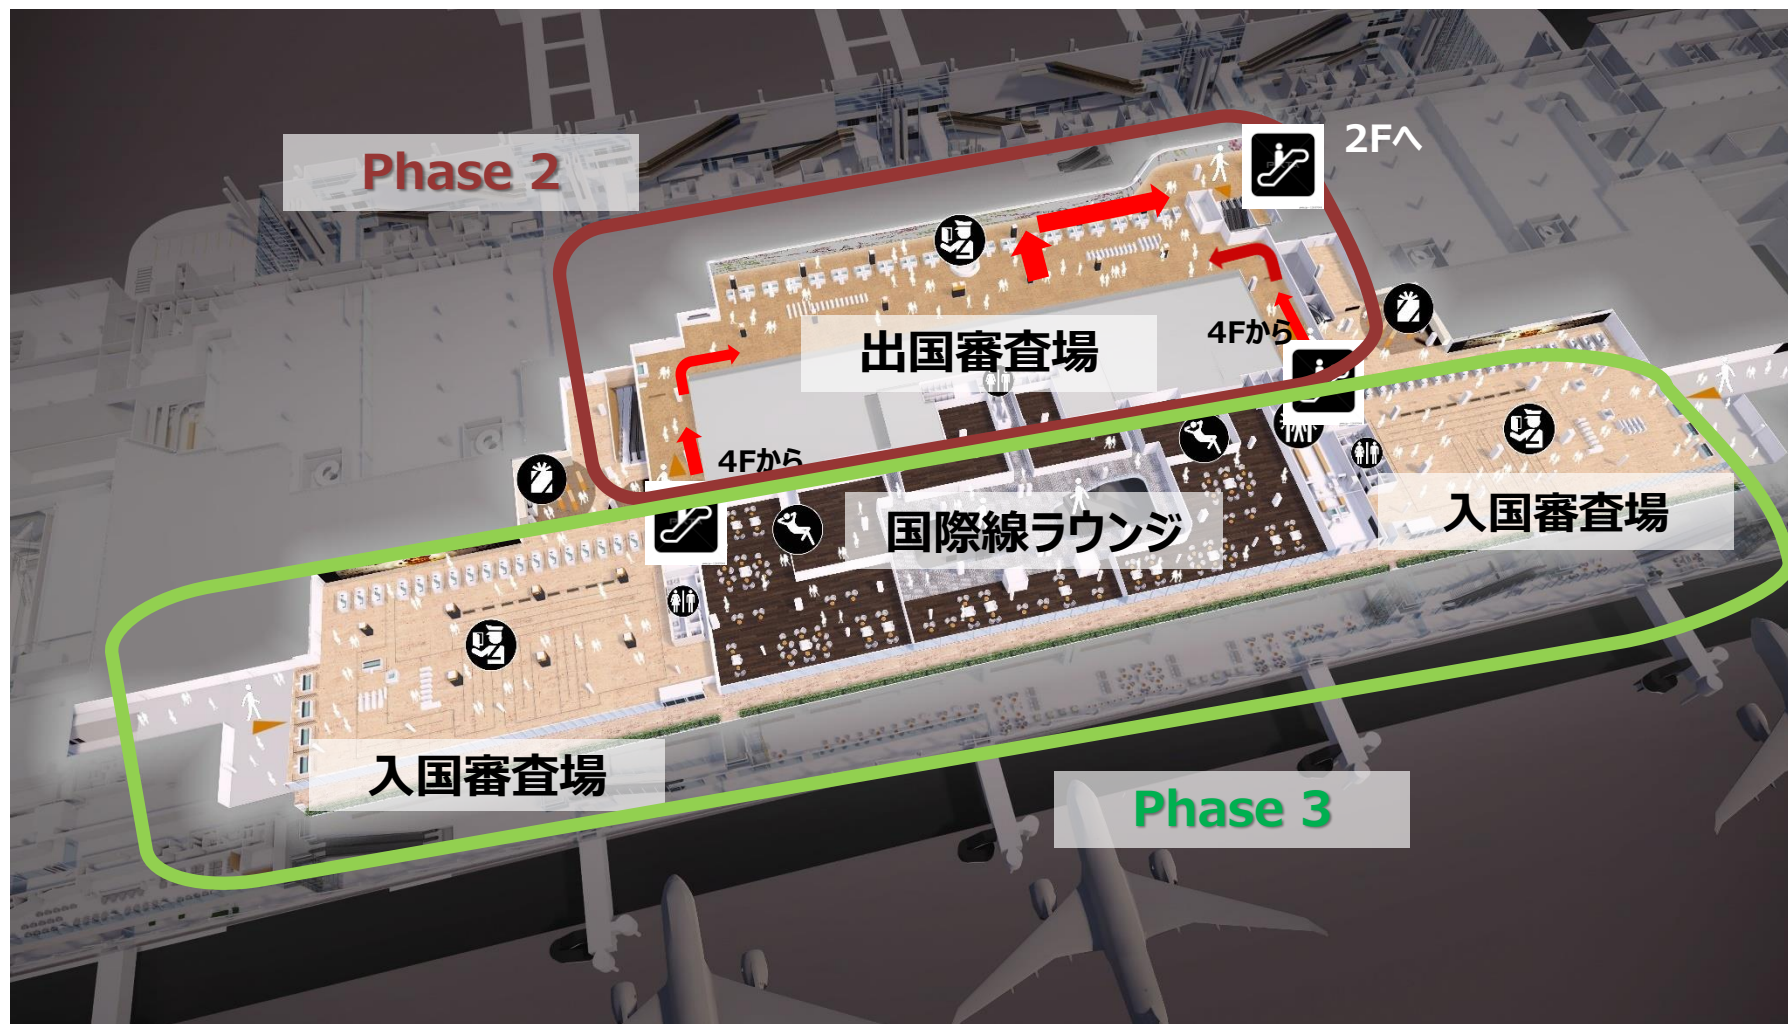 2Fへ
Phase 2
出国審査場
4Fから
4Fから
国際線ラウンジ
入国審査場
入国審査場
Phase 3